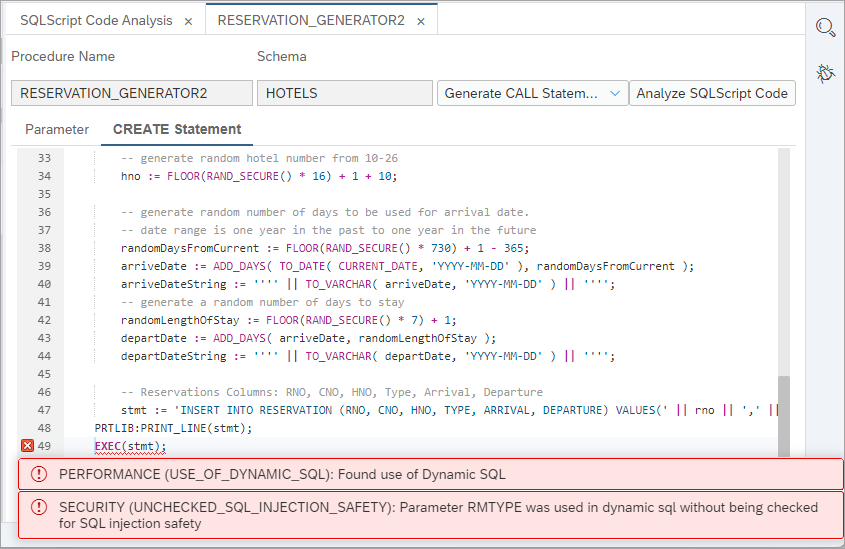 SQLScript Code Analysis ×
RESERVATION_GENERATOR2 ×
Procedure Name
Schema
RESERVATION_GENERATOR2
HOTELS
Generate CALL Statem...
Analyze SQLScript Code
Parameter
CREATE Statement
33 -- generate random hotel number from 10-26
34 hno := FLOOR(RAND_SECURE() * 16) + 1 + 10;
35
36 -- generate random number of days to be used for arrival date.
37 -- date range is one year in the past to one year in the future
38 randomDaysFromCurrent := FLOOR(RAND_SECURE() * 730) + 1 - 365;
39 arriveDate := ADD_DAYS( TO_DATE( CURRENT_DATE, 'YYYY-MM-DD' ), randomDaysFromCurrent );
40 arriveDateString := '''' || TO_VARCHAR( arriveDate, 'YYYY-MM-DD' ) || '''';
41 -- generate a random number of days to stay
42 randomLengthOfStay := FLOOR(RAND_SECURE() * 7) + 1;
43 departDate := ADD_DAYS( arriveDate, randomLengthOfStay );
44 departDateString := '''' || TO_VARCHAR( departDate, 'YYYY-MM-DD' ) || '''';
45
46 -- Reservations Columns: RNO, CNO, HNO, Type, Arrival, Departure
47 stmt := 'INSERT INTO RESERVATION (RNO, CNO, HNO, TYPE, ARRIVAL, DEPARTURE) VALUES(' || rno || ',' ||
48 PRTLIB:PRINT_LINE(stmt);
49 EXEC(stmt);
PERFORMANCE (USE_OF_DYNAMIC_SQL): Found use of Dynamic SQL
SECURITY (UNCHECKED_SQL_INJECTION_SAFETY): Parameter RMTYPE was used in dynamic sql without being checked
for SQL injection safety